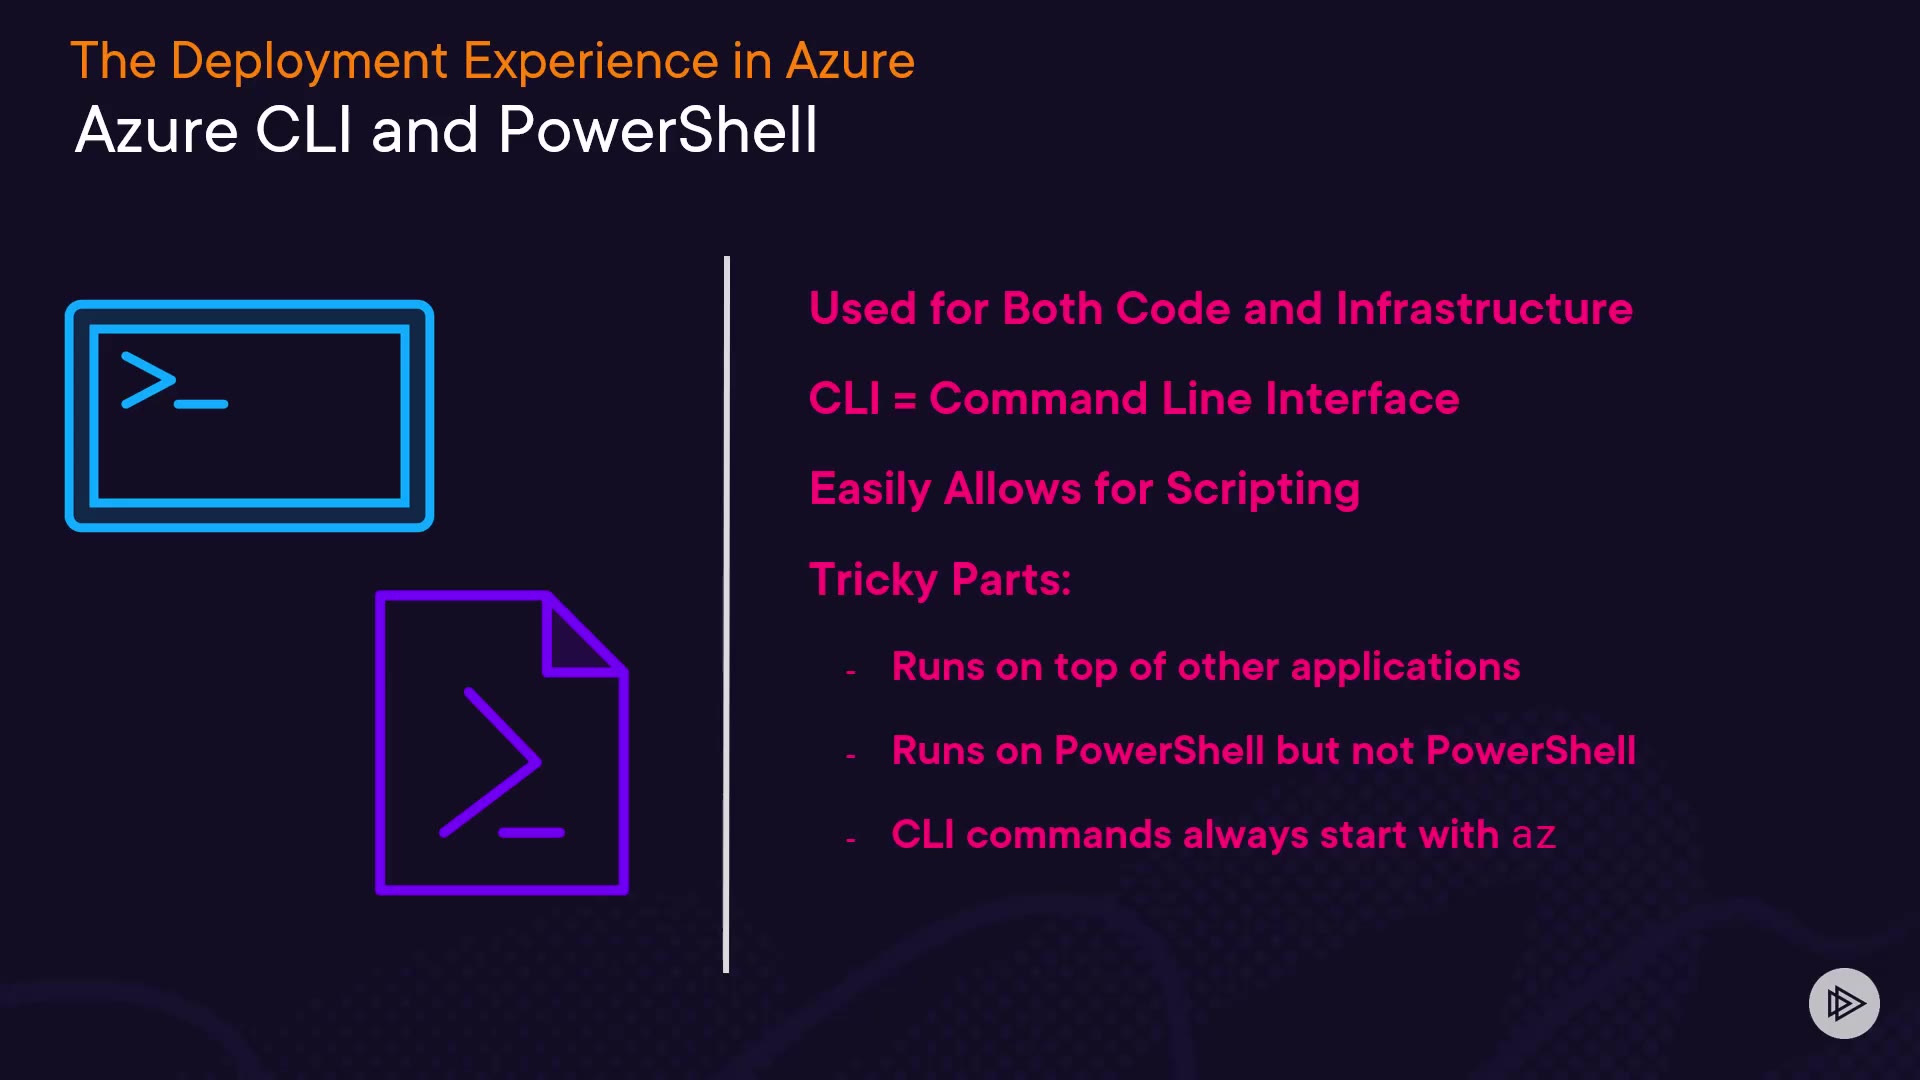 The Deployment Experience in Azure
Azure CLI and PowerShell
>_
Used for Both Code and Infrastructure
CLI = Command Line Interface
Easily Allows for Scripting
Tricky Parts:
- Runs on top of other applications
- Runs on PowerShell but not PowerShell
- CLI commands always start with az
>_